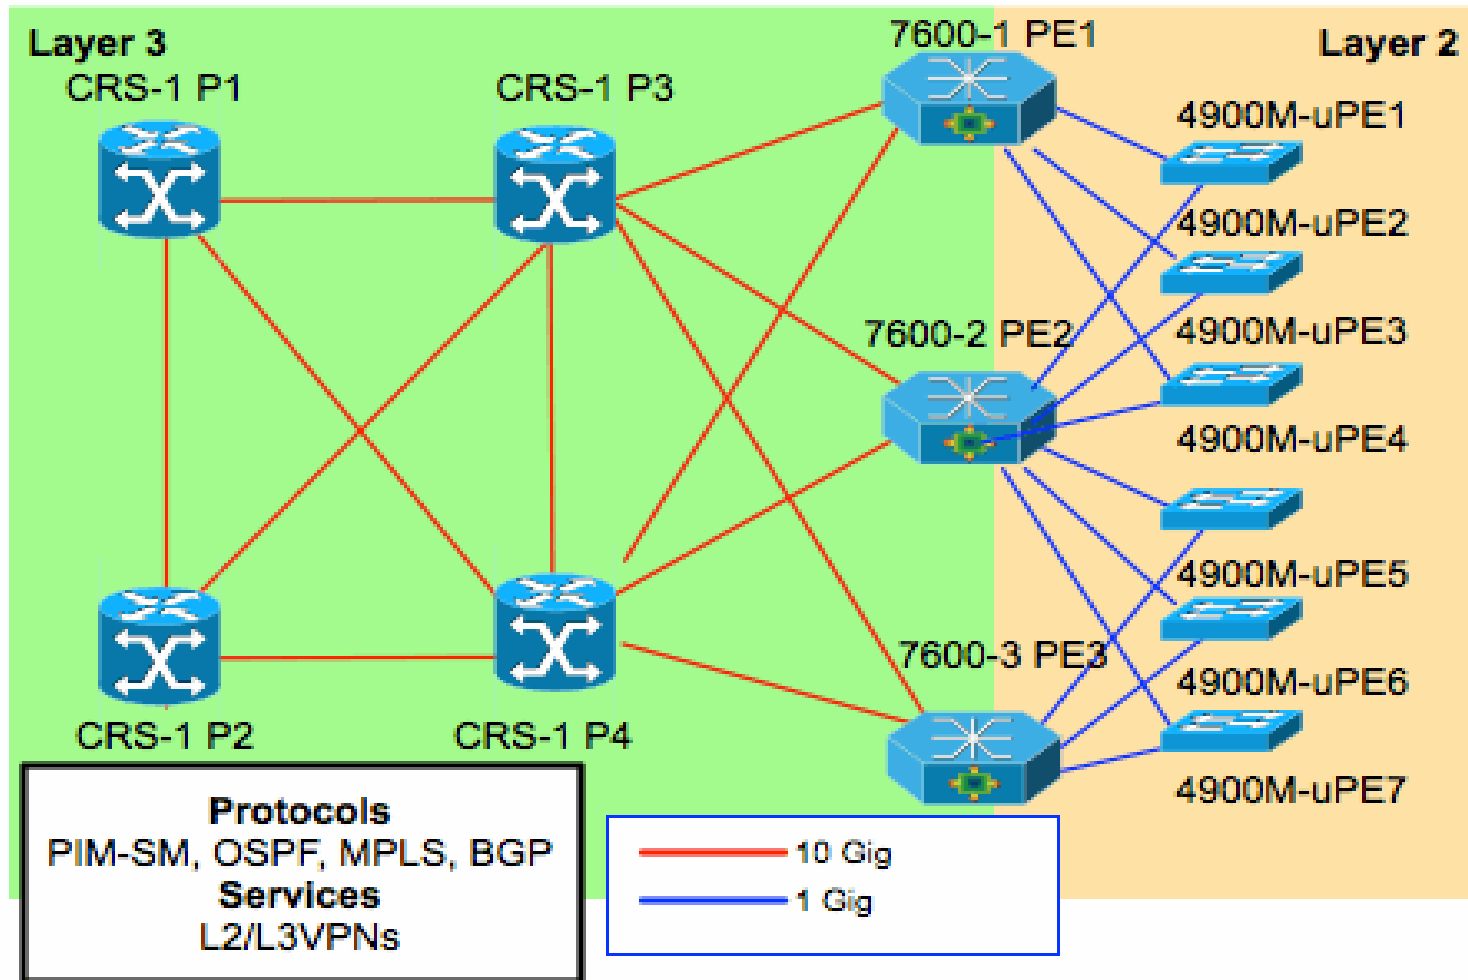 Layer 3
7600-1 PE1
Layer 2
CRS-1 P1
CRS-1 P3
4900M-uPE1
4900M-uPE2
7600-2 PE2
4900M-uPE3
4900M-uPE4
4900M-uPE5
7600-3 PE3
4900M-uPE6
CRS-1 P2
CRS-1 P4
4900M-uPE7
Protocols
PIM-SM, OSPF, MPLS, BGP
Services
L2/L3VPNs
10 Gig
1 Gig